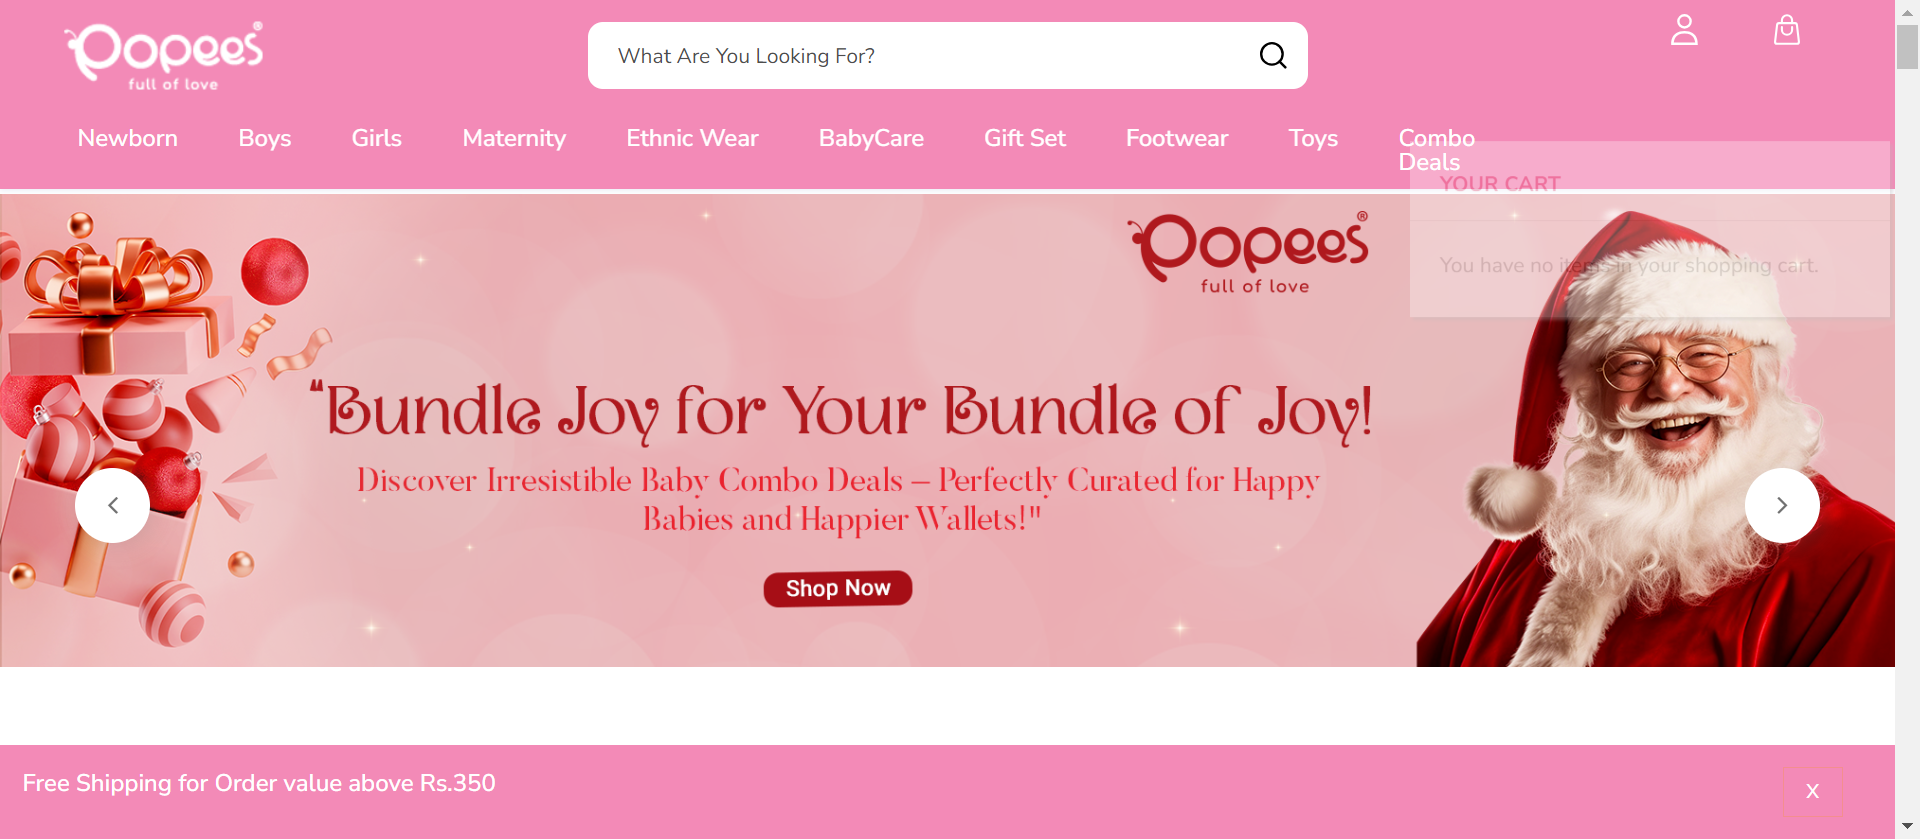 Popees®
full of love
What Are You Looking For?
Newborn
Boys
Girls
Maternity
Ethnic Wear
BabyCare
Gift Set
Footwear
Toys
Combo
Deals
YOUR CART
You have no items in your shopping cart.
Popees®
full of love
“Bundle Joy for Your Bundle of Joy!
Discover Irresistible Baby Combo Deals – Perfectly Curated for Happy
Babies and Happier Wallets!"
Shop Now
Free Shipping for Order value above Rs.350
X